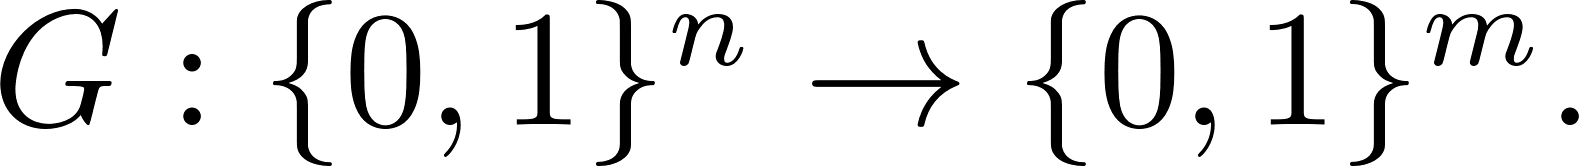 G : {0, 1}^n → {0, 1}^m .